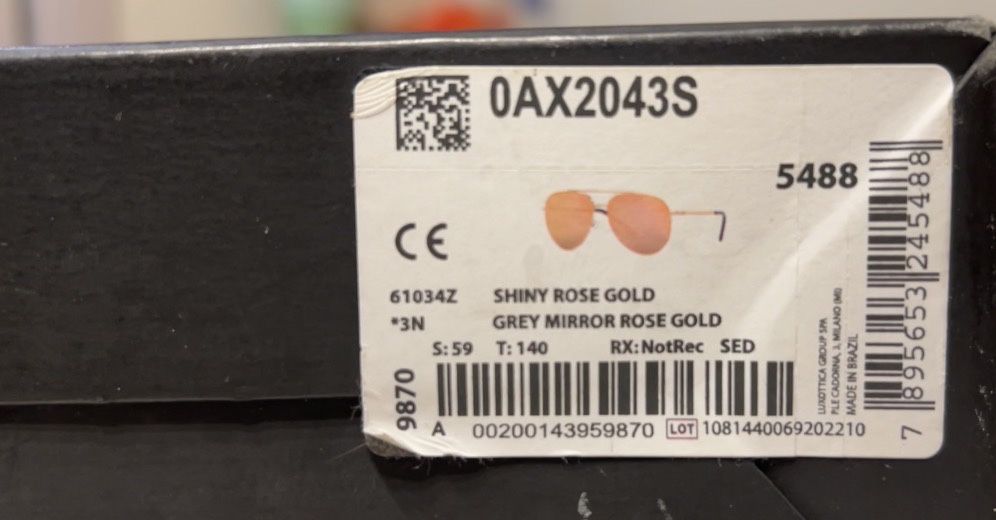 0AX2043S
5488
CE
61034Z SHINY ROSE GOLD
*3N GREY MIRROR ROSE GOLD
S: 59 T: 140 RX: NotRec SED
9870
A 00200143959870 LOT 1081440069202210
LUXOTTICA GROUP SPA
PLE CADORNA, 3, MILANO (MI)
MADE IN BRAZIL
7 895653 245488